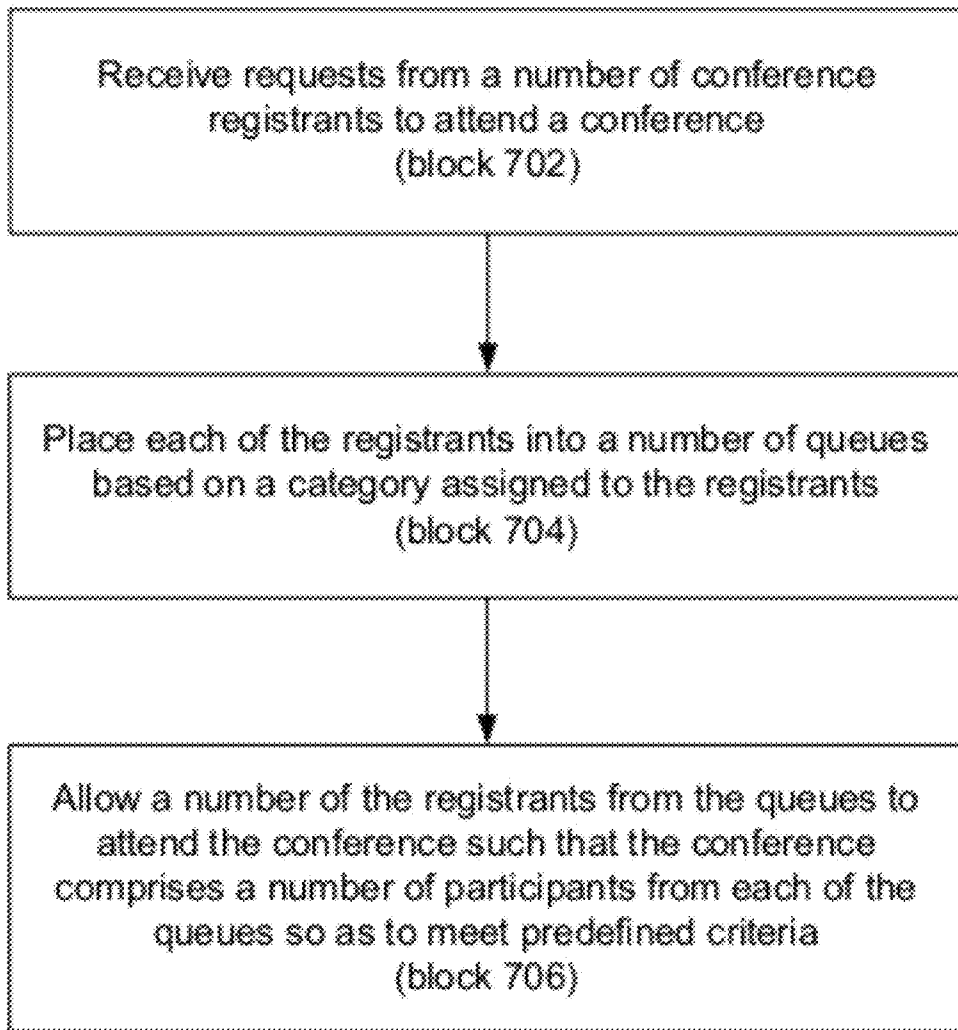 Receive requests from a number of conference
registrants to attend a conference
(block 702)
Place each of the registrants into a number of queues
based on a category assigned to the registrants
(block 704)
Allow a number of the registrants from the queues to
attend the conference such that the conference
comprises a number of participants from each of the
queues so as to meet predefined criteria
(block 706)